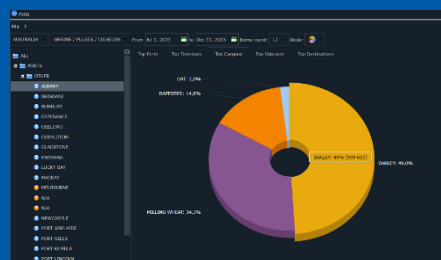 Ports
File ?
AUSTRALIA GRAINS / PULSES / OILSEEDS From Jul 1, 2023 to Dec 31, 2023 Items count: 12 Mode:
Top Ports Top Terminals Top Cargoes Top Shippers Top Destinations
ALL
PORTS
OTHER
ALBANY
BRISBANE
BUNBURY
ESPERANCE
GEELONG
GERALDTON
GLADSTONE
KWINANA
LUCKY BAY
MACKAY
MELBOURNE
N/A
N/A
NEWCASTLE
PORT ADELAIDE
PORT GILES
PORT KEMBLA
PORT LINCOLN
OAT: 2,0%
RAPESEED: 14,8%
MILLING WHEAT: 34,3%
BARLEY: 49,0%